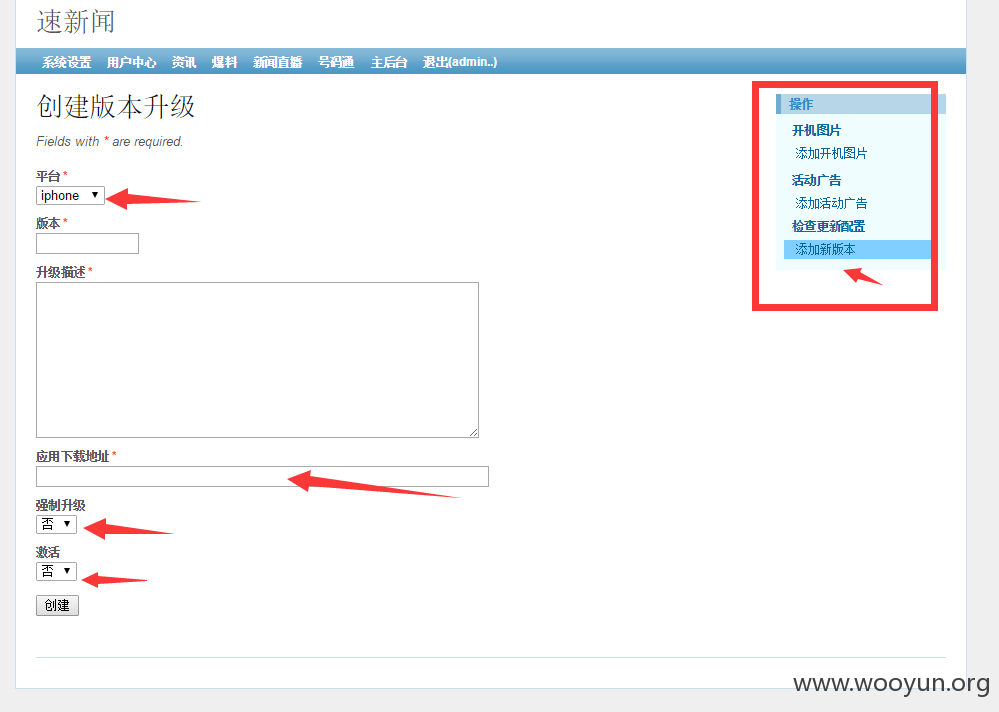 速新闻
系统设置 用户中心 资讯 爆料 新闻直播 号码通 主后台 退出(admin..)
创建版本升级
Fields with * are required.
平台 *
iphone
版本 *
升级描述 *
应用下载地址 *
强制升级
否
激活
否
创建
操作
开机图片
添加开机图片
活动广告
添加活动广告
检查更新配置
添加新版本
www.wooyun.org